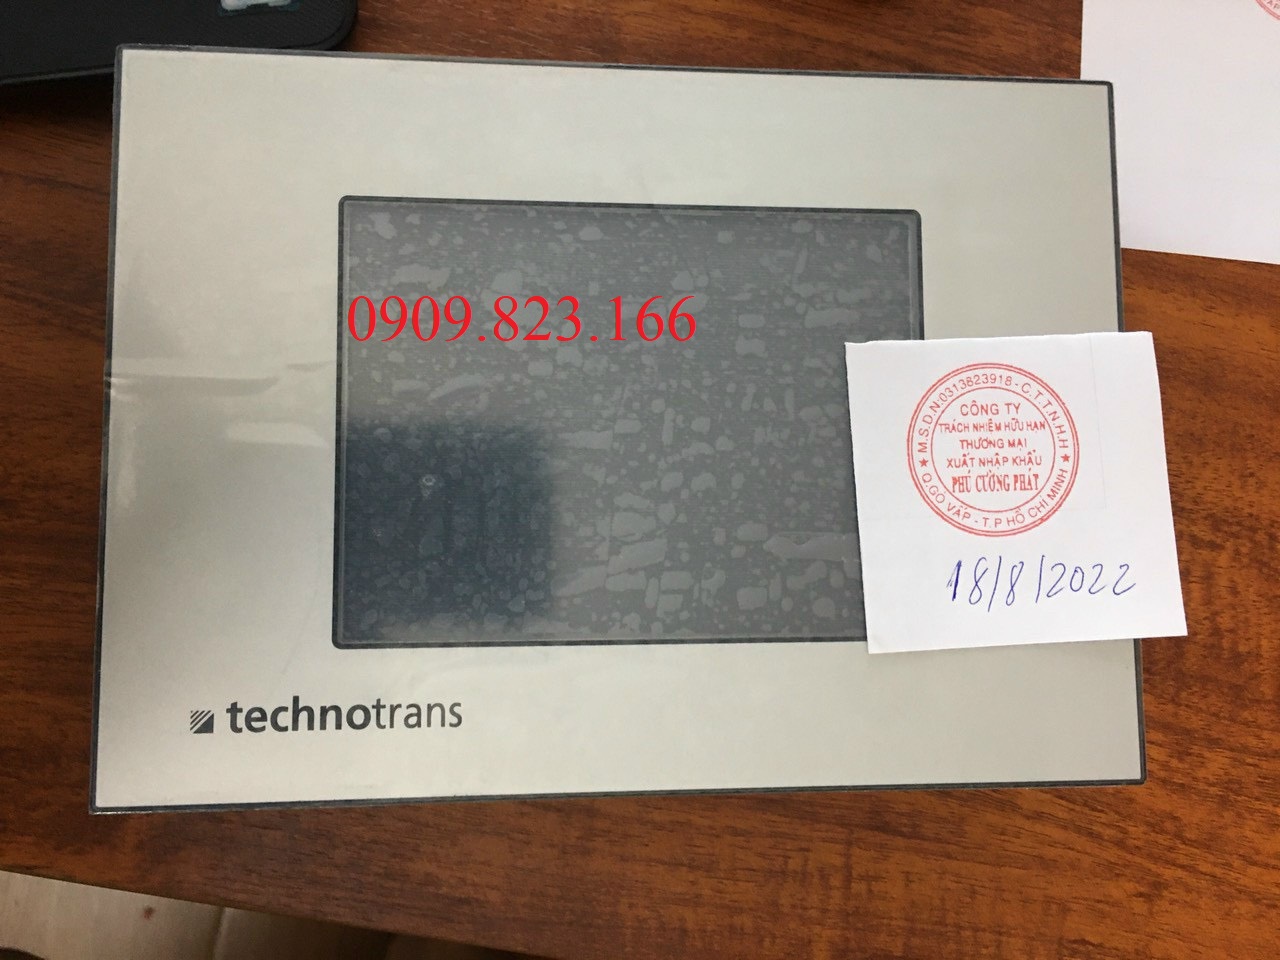 0909.823.166
M.S.D.N:0313823918 - C.T.T.N.H.H
CÔNG TY
TRÁCH NHIỆM HỮU HẠN
THƯƠNG MẠI
XUẤT NHẬP KHẨU
PHÚ CƯỜNG PHÁT
Q.GÒ VẤP - T.P HỒ CHÍ MINH
18/8/2022
technotrans